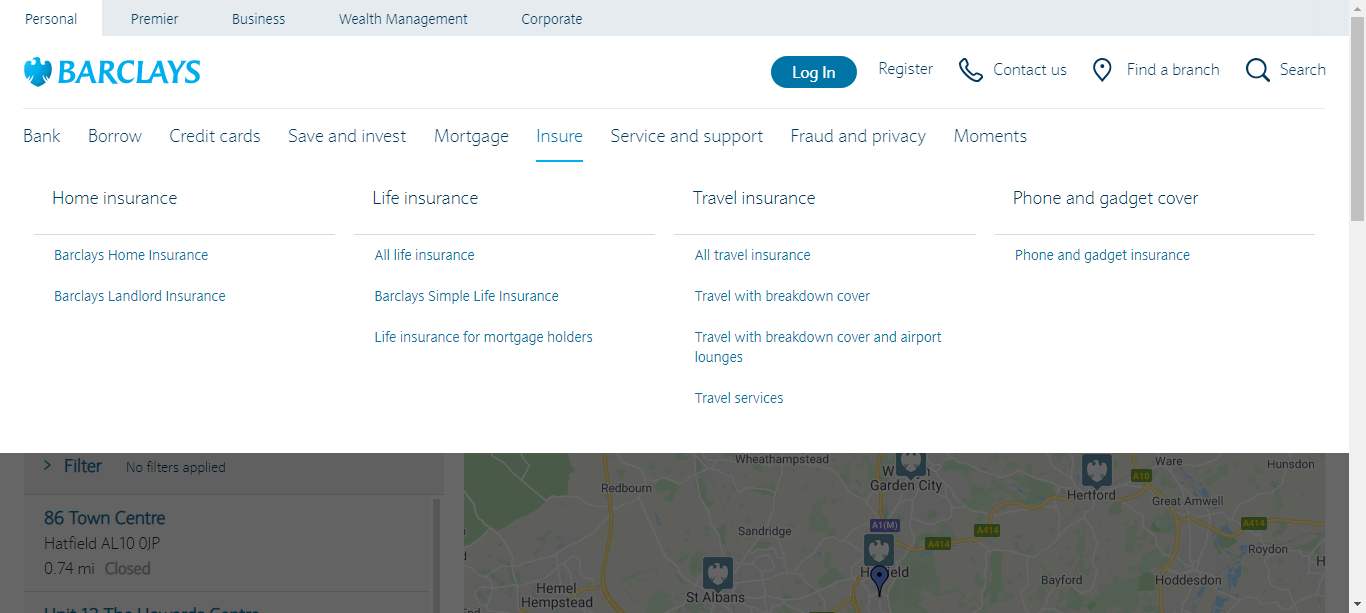 Personal Premier Business Wealth Management Corporate
BARCLAYS
Log In Register Contact us Find a branch Search
Bank Borrow Credit cards Save and invest Mortgage Insure Service and support Fraud and privacy Moments
Home insurance
Barclays Home Insurance
Barclays Landlord Insurance
Life insurance
All life insurance
Barclays Simple Life Insurance
Life insurance for mortgage holders
Travel insurance
All travel insurance
Travel with breakdown cover
Travel with breakdown cover and airport
lounges
Travel services
Phone and gadget cover
Phone and gadget insurance
Filter No filters applied
86 Town Centre
Hatfield AL10 0JP
0.74 mi Closed
Wheathampstead
Redbourn
Garden City
Ware
Hunsdon
A10
Hertford
Great Amwell
Sandridge
A1(M)
A414
A414
A414
Roydon
Hemel
Hempstead
St Albans
Bayford
Hoddesdon